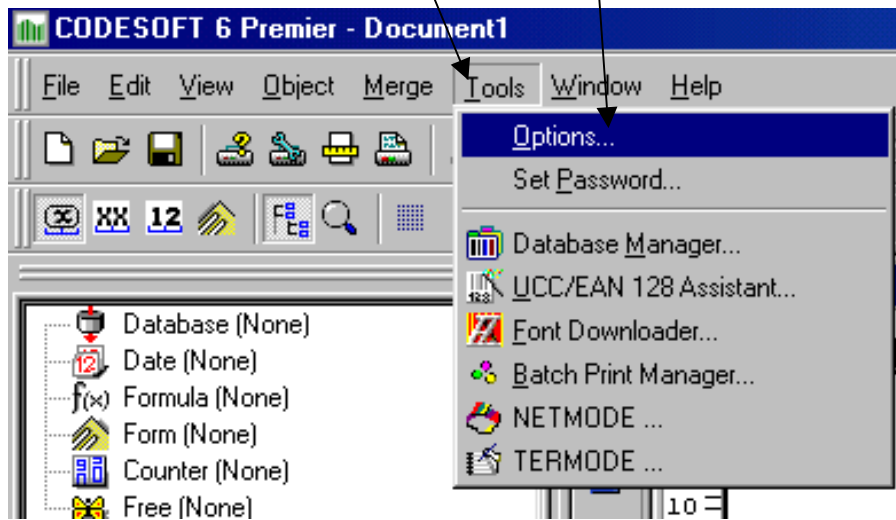 CODESOFT 6 Premier - Document1
File Edit View Object Merge Tools Window Help
Options...
Set Password...
XX 12
Database Manager...
UCC/EAN 128 Assistant...
Font Downloader...
Batch Print Manager...
NETMODE ...
TERMODE ...
Database (None)
12 Date (None)
f(x) Formula (None)
Form (None)
Counter (None)
Free (None)
10